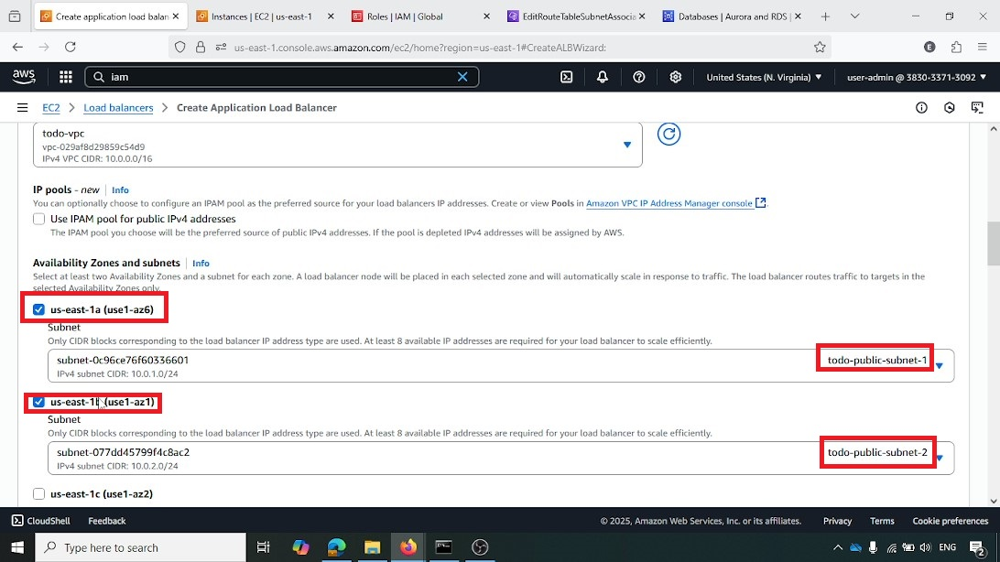 Create application load balan
Instances | EC2 | us-east-1
Roles | IAM | Global
EditRouteTableSubnetAssocia
Databases | Aurora and RDS |
us-east-1.console.aws.amazon.com/ec2/home?region=us-east-1#CreateALBWizard:
aws
iam
United States (N. Virginia)
user-admin @ 3830-3371-3092
EC2 > Load balancers > Create Application Load Balancer
todo-vpc
vpc-029af8d29859c54d9
IPv4 VPC CIDR: 10.0.0.0/16
IP pools - new | Info
You can optionally choose to configure an IPAM pool as the preferred source for your load balancers IP addresses. Create or view Pools in Amazon VPC IP Address Manager console.
Use IPAM pool for public IPv4 addresses
The IPAM pool you choose will be the preferred source of public IPv4 addresses. If the pool is depleted IPv4 addresses will be assigned by AWS.
Availability Zones and subnets | Info
Select at least two Availability Zones and a subnet for each zone. A load balancer node will be placed in each selected zone and will automatically scale in response to traffic. The load balancer routes traffic to targets in the
selected Availability Zones only.
us-east-1a (use1-az6)
Subnet
Only CIDR blocks corresponding to the load balancer IP address type are used. At least 8 available IP addresses are required for your load balancer to scale efficiently.
subnet-0c96ce76f60336601
todo-public-subnet-1
IPv4 subnet CIDR: 10.0.1.0/24
us-east-1b (use1-az1)
Subnet
Only CIDR blocks corresponding to the load balancer IP address type are used. At least 8 available IP addresses are required for your load balancer to scale efficiently.
subnet-077dd45799f4c8ac2
todo-public-subnet-2
IPv4 subnet CIDR: 10.0.2.0/24
us-east-1c (use1-az2)
CloudShell
Feedback
© 2025, Amazon Web Services, Inc. or its affiliates.
Privacy
Terms
Cookie preferences
Type here to search
ENG
2